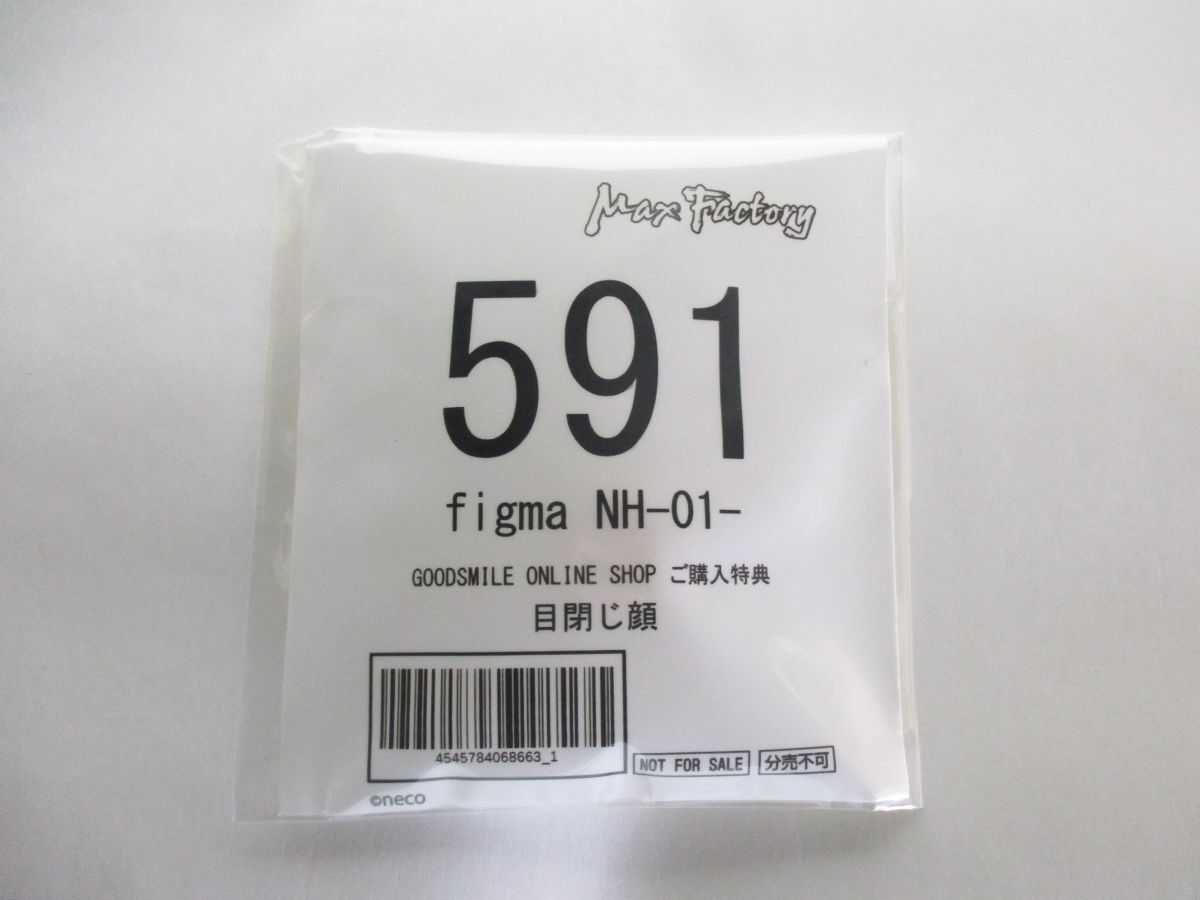 Max Factory
591
figma NH-01-
GOODSMILE ONLINE SHOP ご購入特典
目閉じ顔
4545784068663_1
NOT FOR SALE 分売不可
©neco